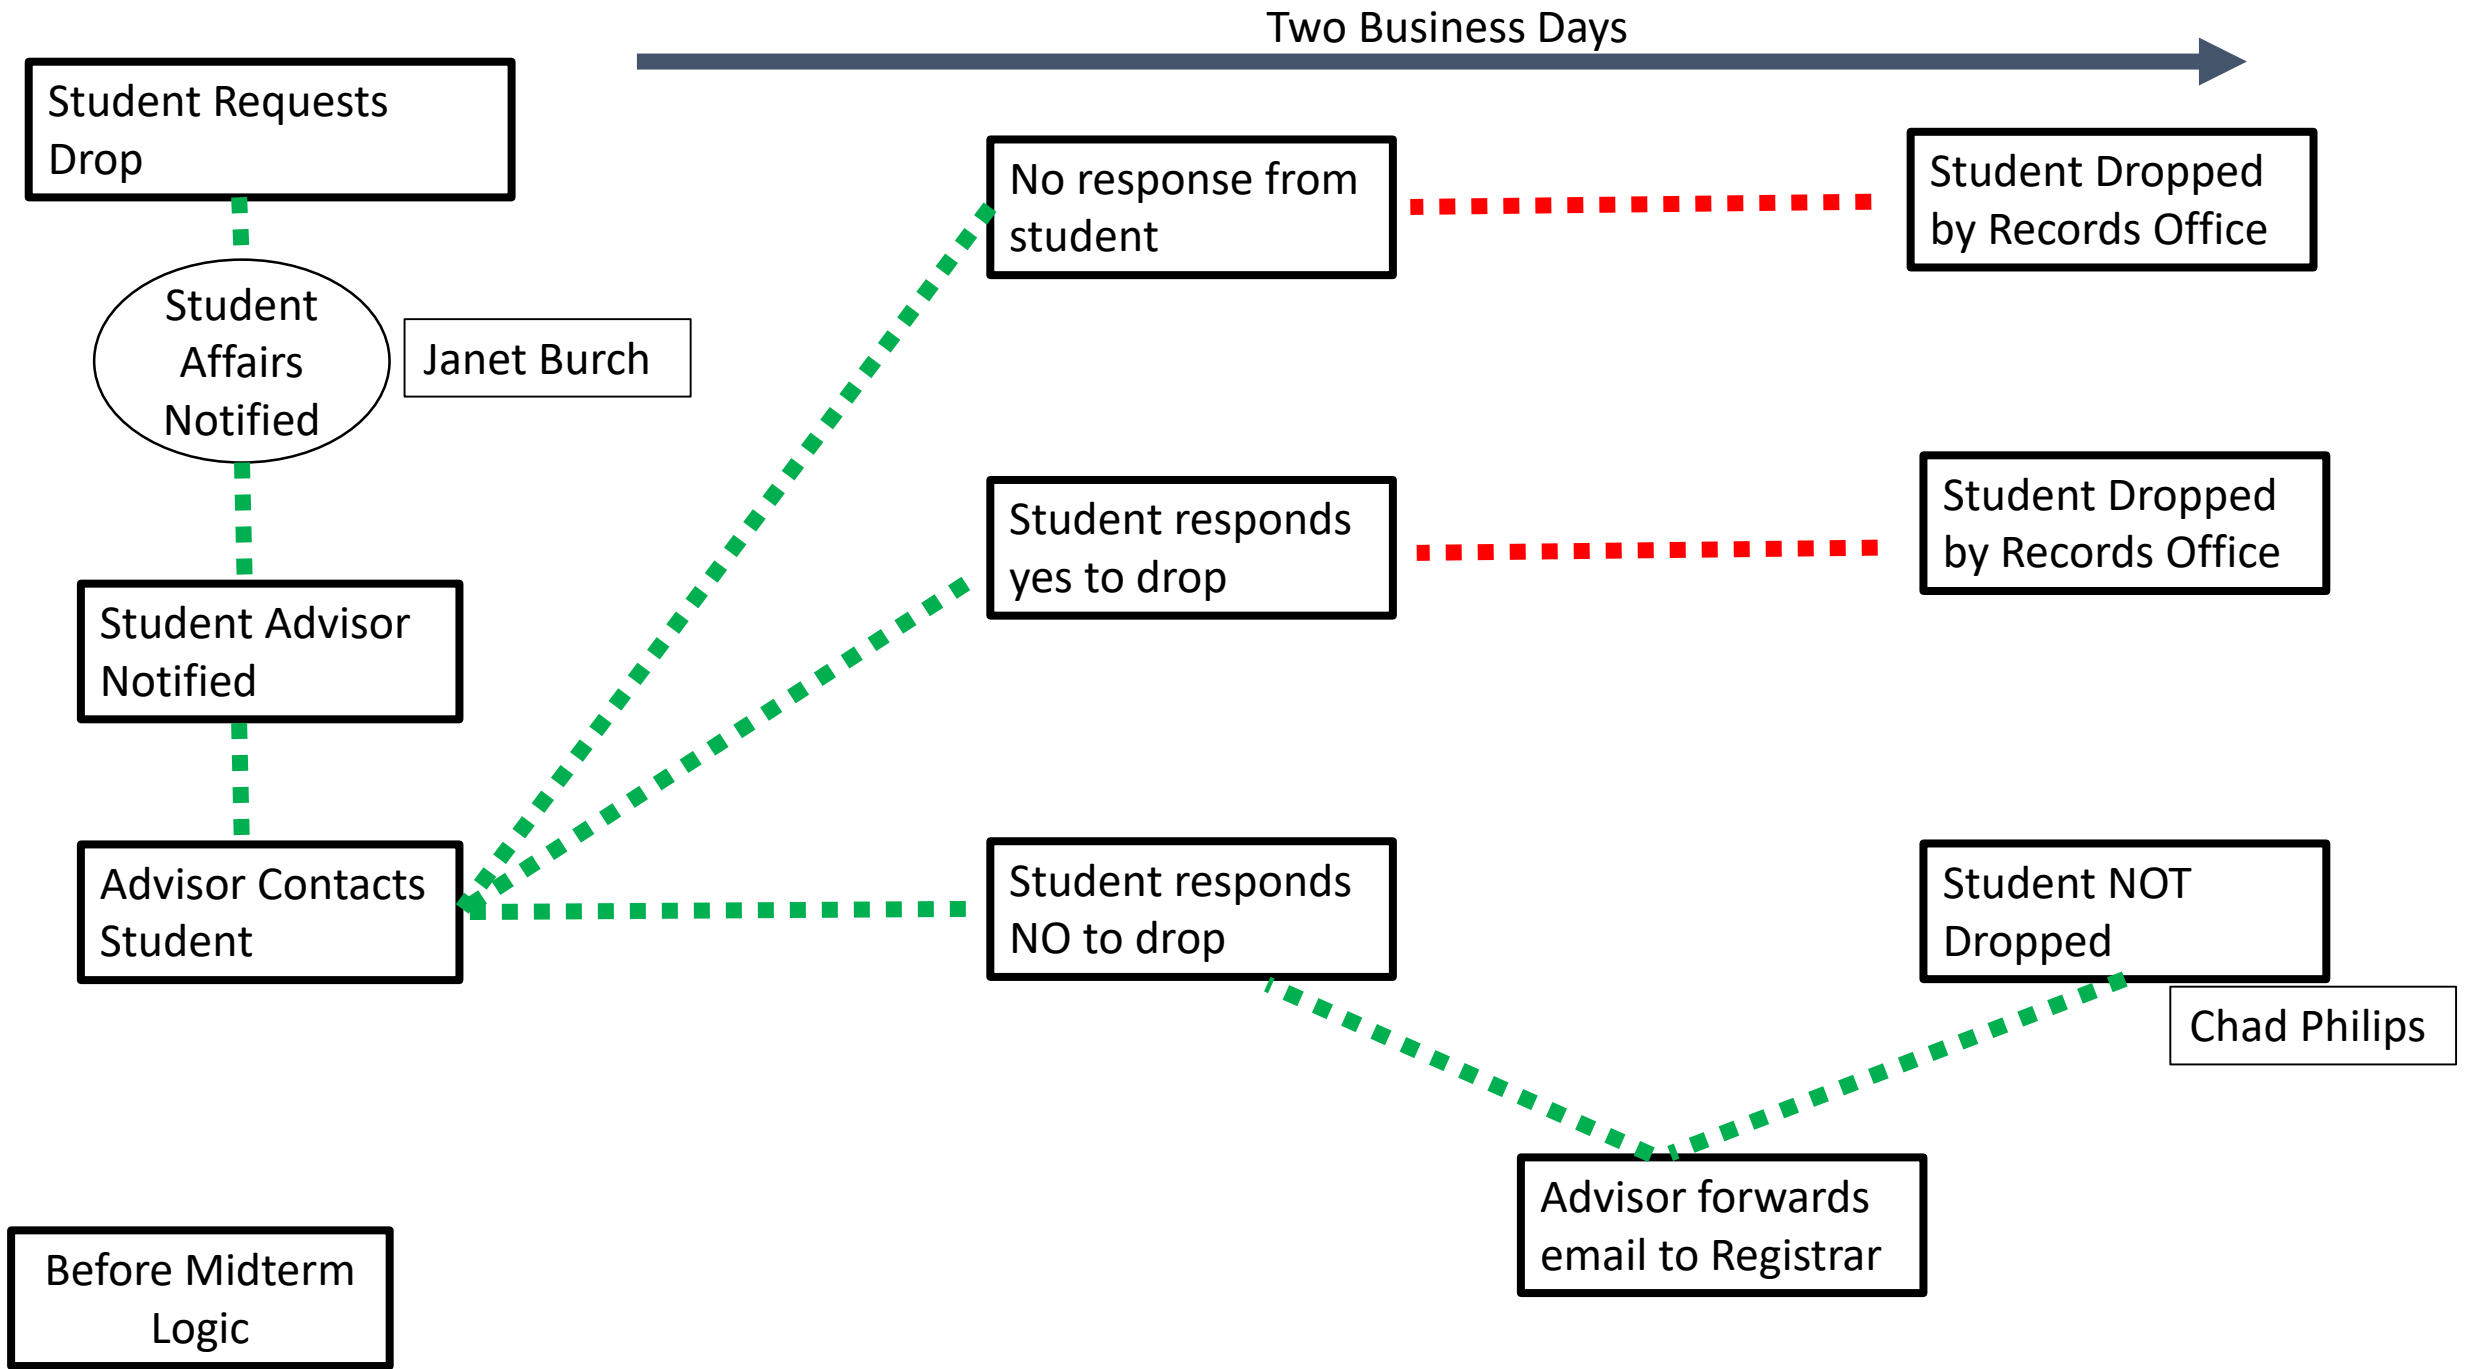 Two Business Days
Student Requests
Drop
Student
Affairs
Notified
Janet Burch
Student Advisor
Notified
Advisor Contacts
Student
No response from
student
Student Dropped
by Records Office
Student responds
yes to drop
Student Dropped
by Records Office
Student responds
NO to drop
Student NOT
Dropped
Chad Philips
Advisor forwards
email to Registrar
Before Midterm
Logic